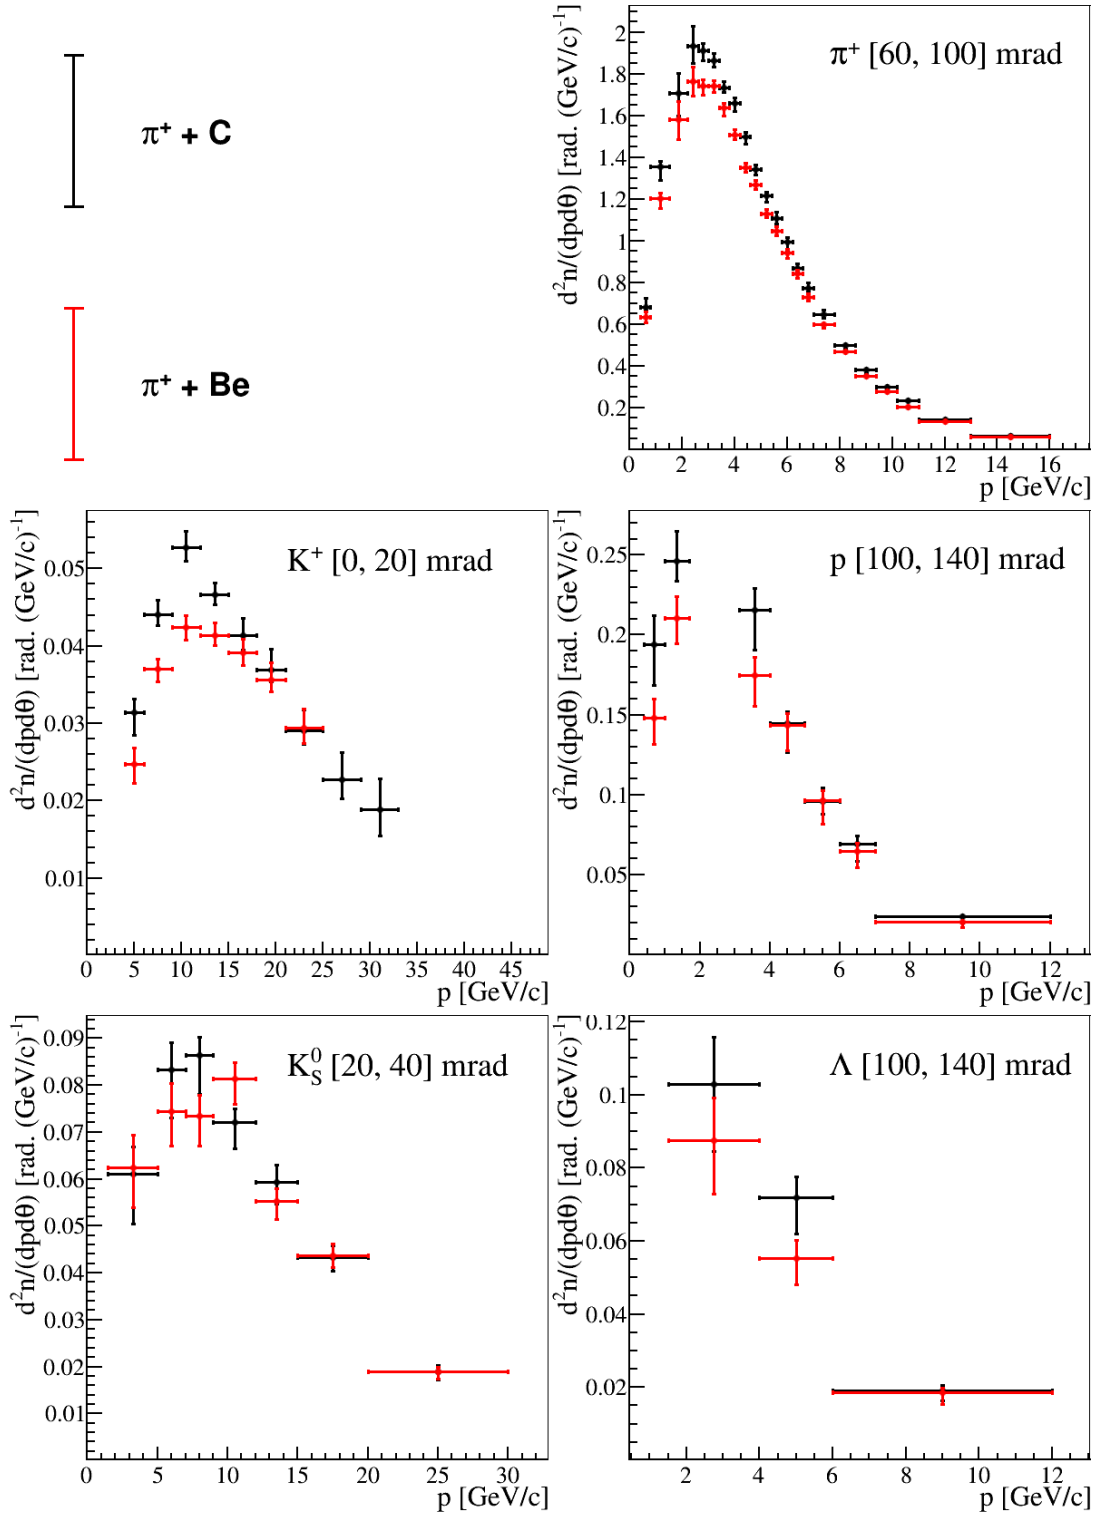 π⁺ + C
π⁺ + Be
π⁺ [60, 100] mrad
d²n/(dpdθ) [rad. (GeV/c)⁻¹]
2
1.8
1.6
1.4
1.2
1
0.8
0.6
0.4
0.2
0 2 4 6 8 10 12 14 16
p [GeV/c]
K⁺ [0, 20] mrad
d²n/(dpdθ) [rad. (GeV/c)⁻¹]
0.05
0.04
0.03
0.02
0.01
0 5 10 15 20 25 30 35 40 45
p [GeV/c]
p [100, 140] mrad
d²n/(dpdθ) [rad. (GeV/c)⁻¹]
0.25
0.2
0.15
0.1
0.05
0 2 4 6 8 10 12
p [GeV/c]
K⁰S [20, 40] mrad
d²n/(dpdθ) [rad. (GeV/c)⁻¹]
0.09
0.08
0.07
0.06
0.05
0.04
0.03
0.02
0.01
0 5 10 15 20 25 30
p [GeV/c]
Λ [100, 140] mrad
d²n/(dpdθ) [rad. (GeV/c)⁻¹]
0.12
0.1
0.08
0.06
0.04
0.02
2 4 6 8 10 12
p [GeV/c]